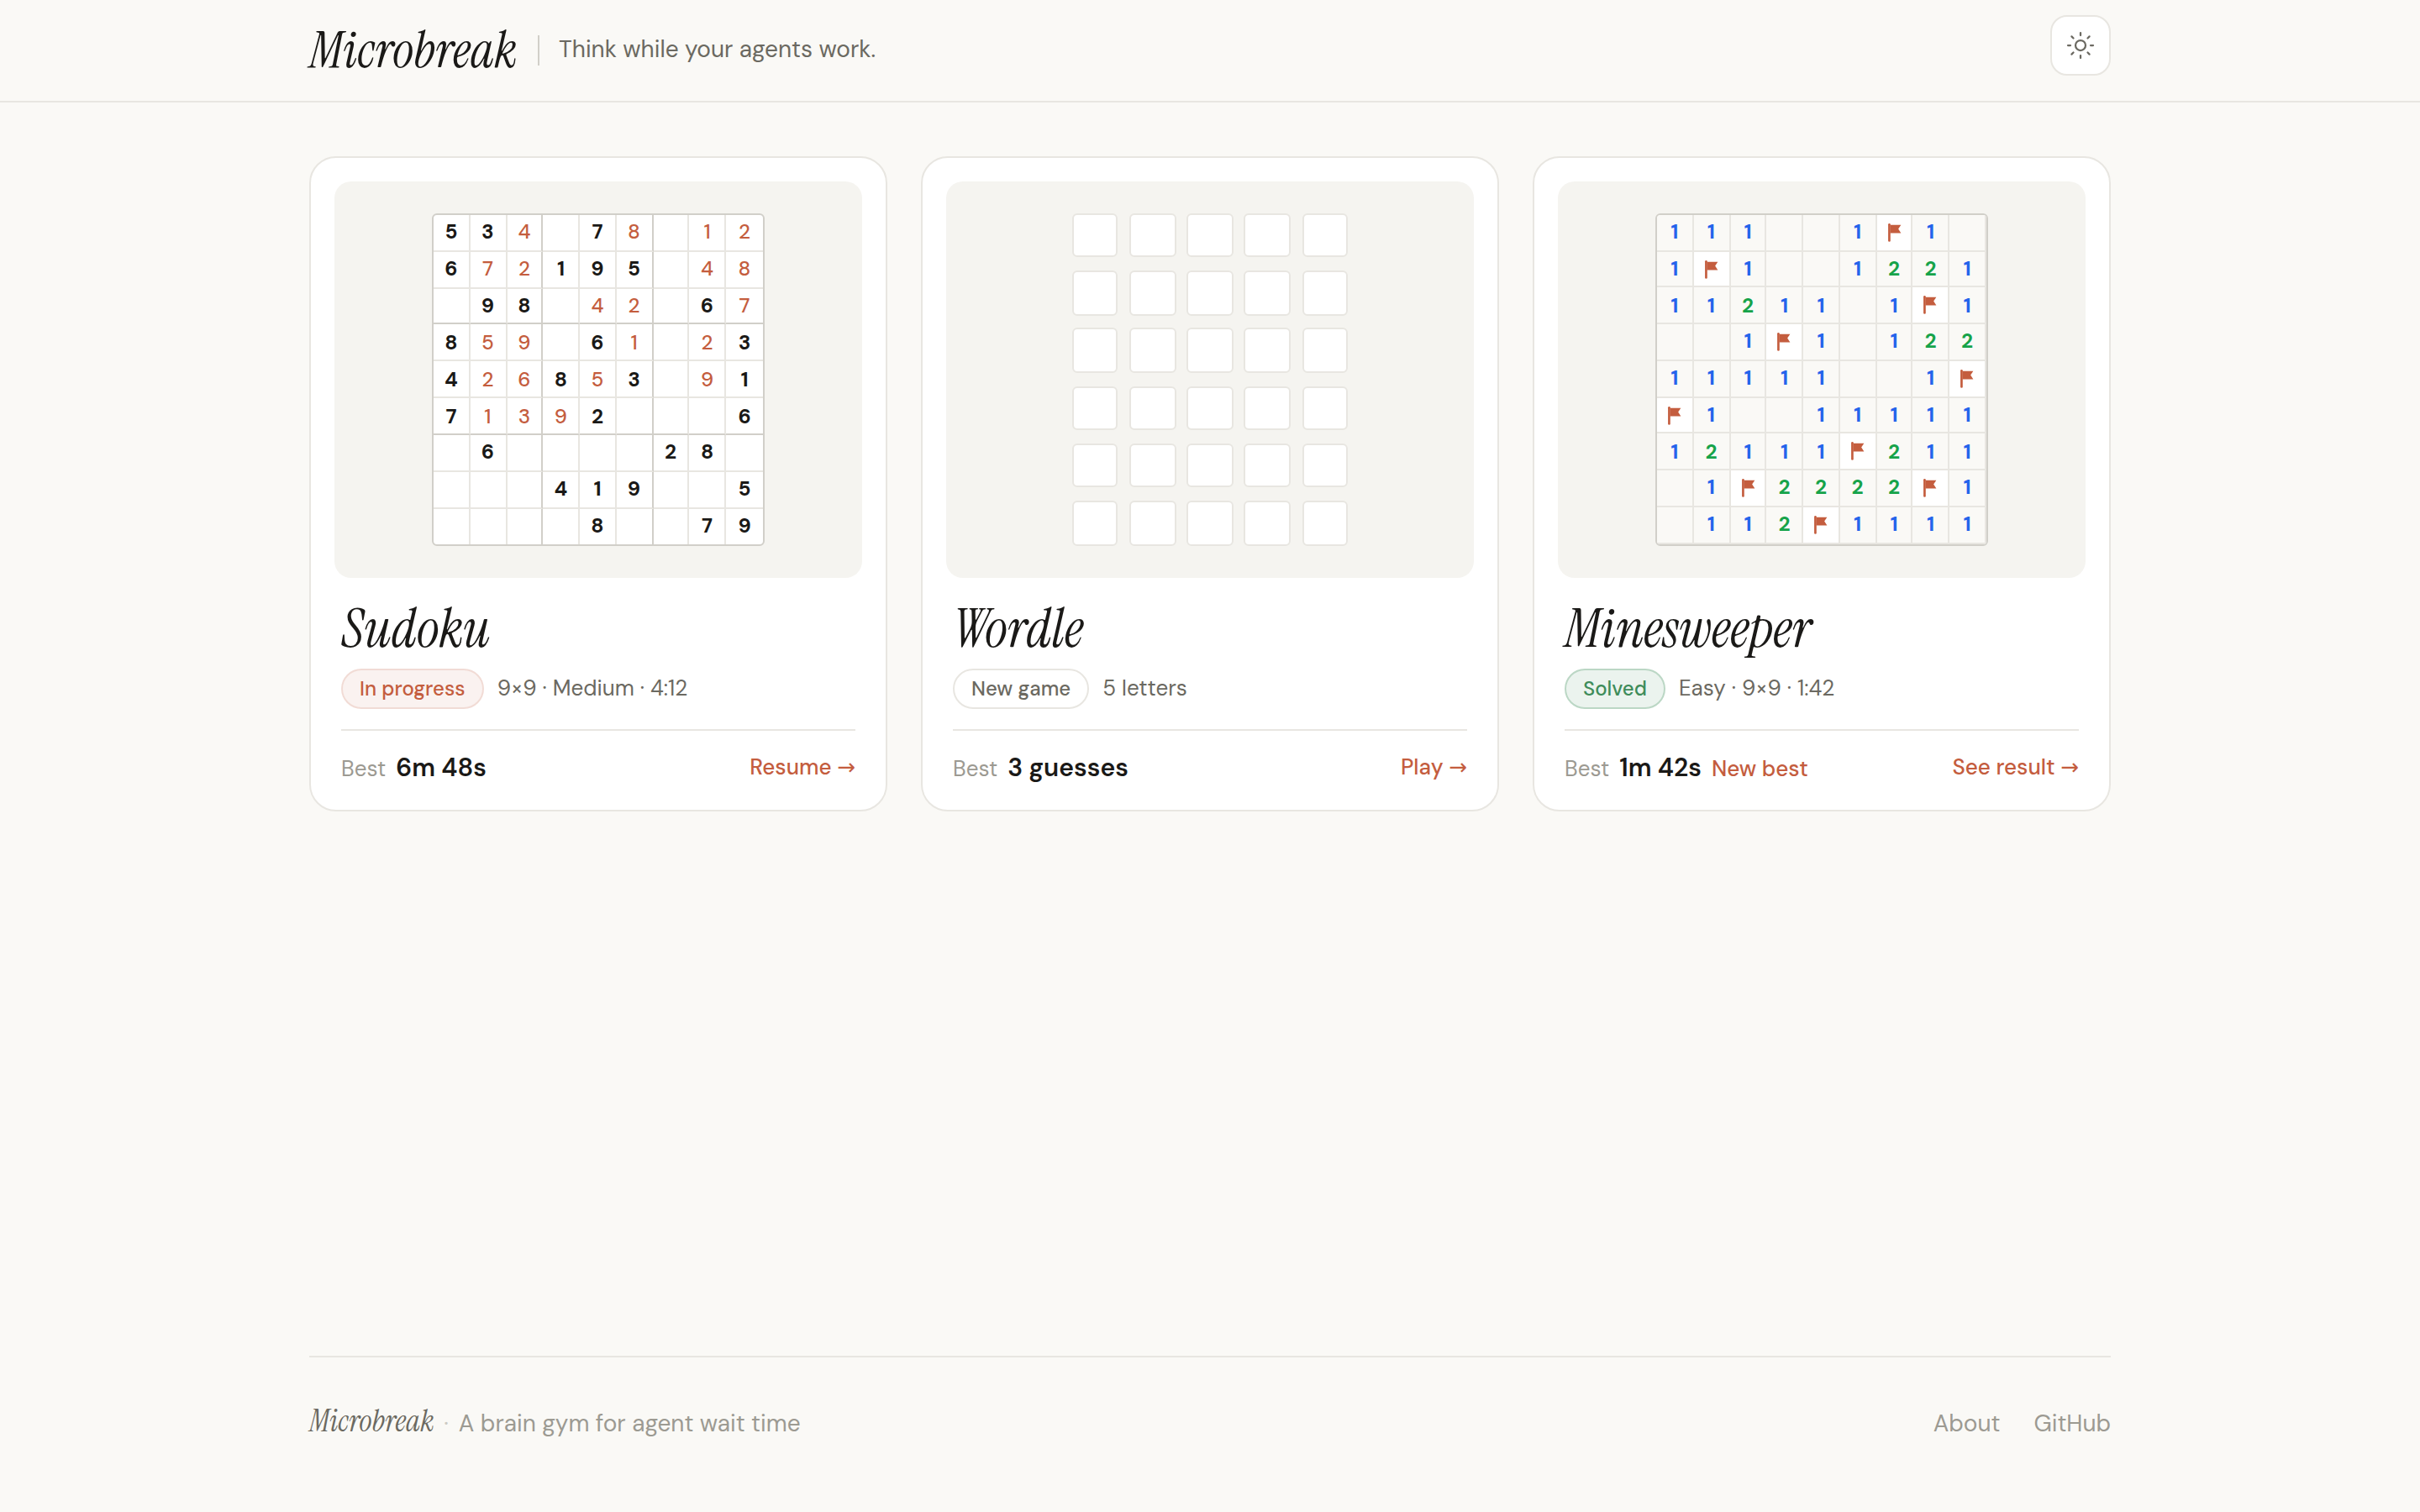 Microbreak
Think while your agents work.
5 3 4 7 8 1 2
6 7 2 1 9 5 4 8
9 8 4 2 6 7
8 5 9 6 1 2 3
4 2 6 8 5 3 9 1
7 1 3 9 2 6
6 2 8
4 1 9 5
8 7 9
Sudoku
In progress 9×9 · Medium · 4:12
Best 6m 48s Resume →
Wordle
New game 5 letters
Best 3 guesses Play →
1 1 1 1 1
1 1 1 2 2 1
1 1 2 1 1 1 1
1 1 1 2 2
1 1 1 1 1 1
1 1 1 1 1 1
1 2 1 1 1 2 1 1
1 2 2 2 2 1
1 1 2 1 1 1 1
Minesweeper
Solved Easy · 9×9 · 1:42
Best 1m 42s New best See result →
Microbreak · A brain gym for agent wait time
About GitHub